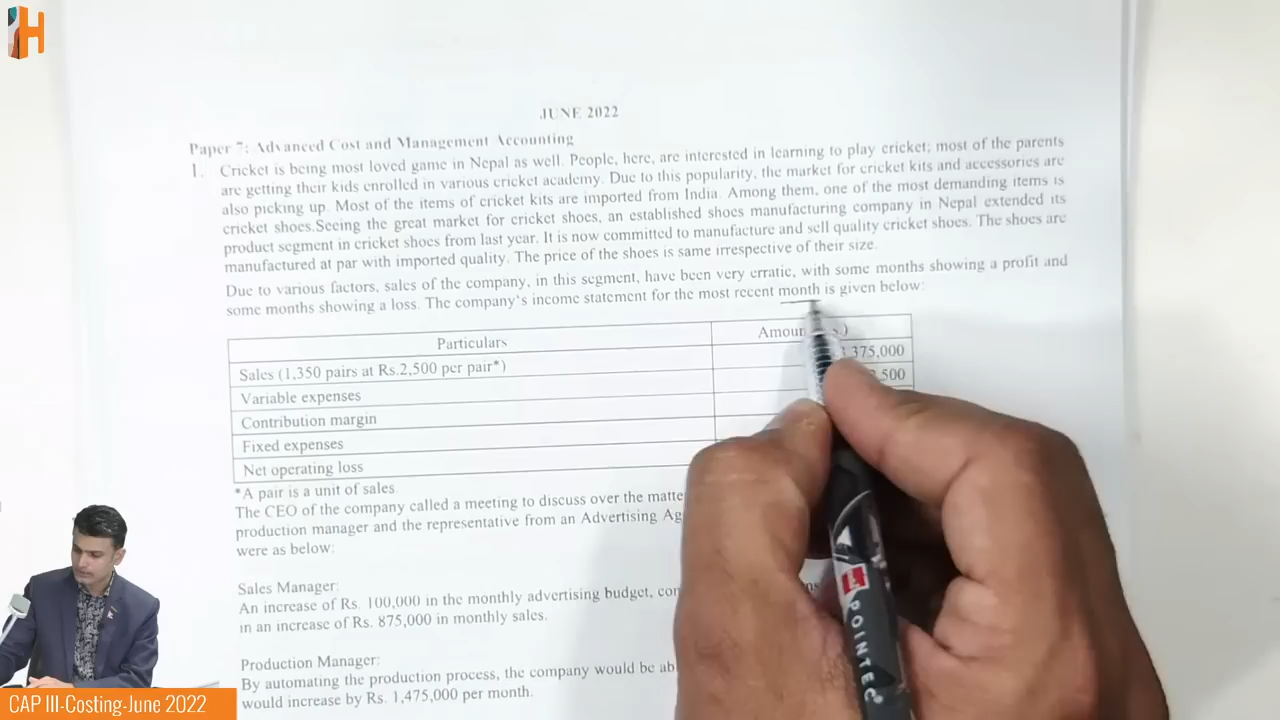 H
JUNE 2022
Paper 7: Advanced Cost and Management Accounting
1. Cricket is being most loved game in Nepal as well. People, here, are interested in learning to play cricket; most of the parents
are getting their kids enrolled in various cricket academy. Due to this popularity, the market for cricket kits and accessories are
also picking up. Most of the items of cricket kits are imported from India. Among them, one of the most demanding items is
cricket shoes.Seeing the great market for cricket shoes, an established shoes manufacturing company in Nepal extended its
product segment in cricket shoes from last year. It is now committed to manufacture and sell quality cricket shoes. The shoes are
manufactured at par with imported quality. The price of the shoes is same irrespective of their size.
Due to various factors, sales of the company, in this segment, have been very erratic, with some months showing a profit and
some months showing a loss. The company's income statement for the most recent month is given below:
Particulars
Sales (1,350 pairs at Rs.2,500 per pair*) 375,000
Variable expenses 500
Contribution margin
Fixed expenses
Net operating loss
*A pair is a unit of sales.
The CEO of the company called a meeting to discuss over the
production manager and the representative from an Advertising
were as below:
Sales Manager:
An increase of Rs. 100,000 in the monthly advertising budget,
in an increase of Rs. 875,000 in monthly sales.
Production Manager:
By automating the production process, the company would be
would increase by Rs. 1,475,000 per month.
POINTEC
CAP III-Costing-June 2022